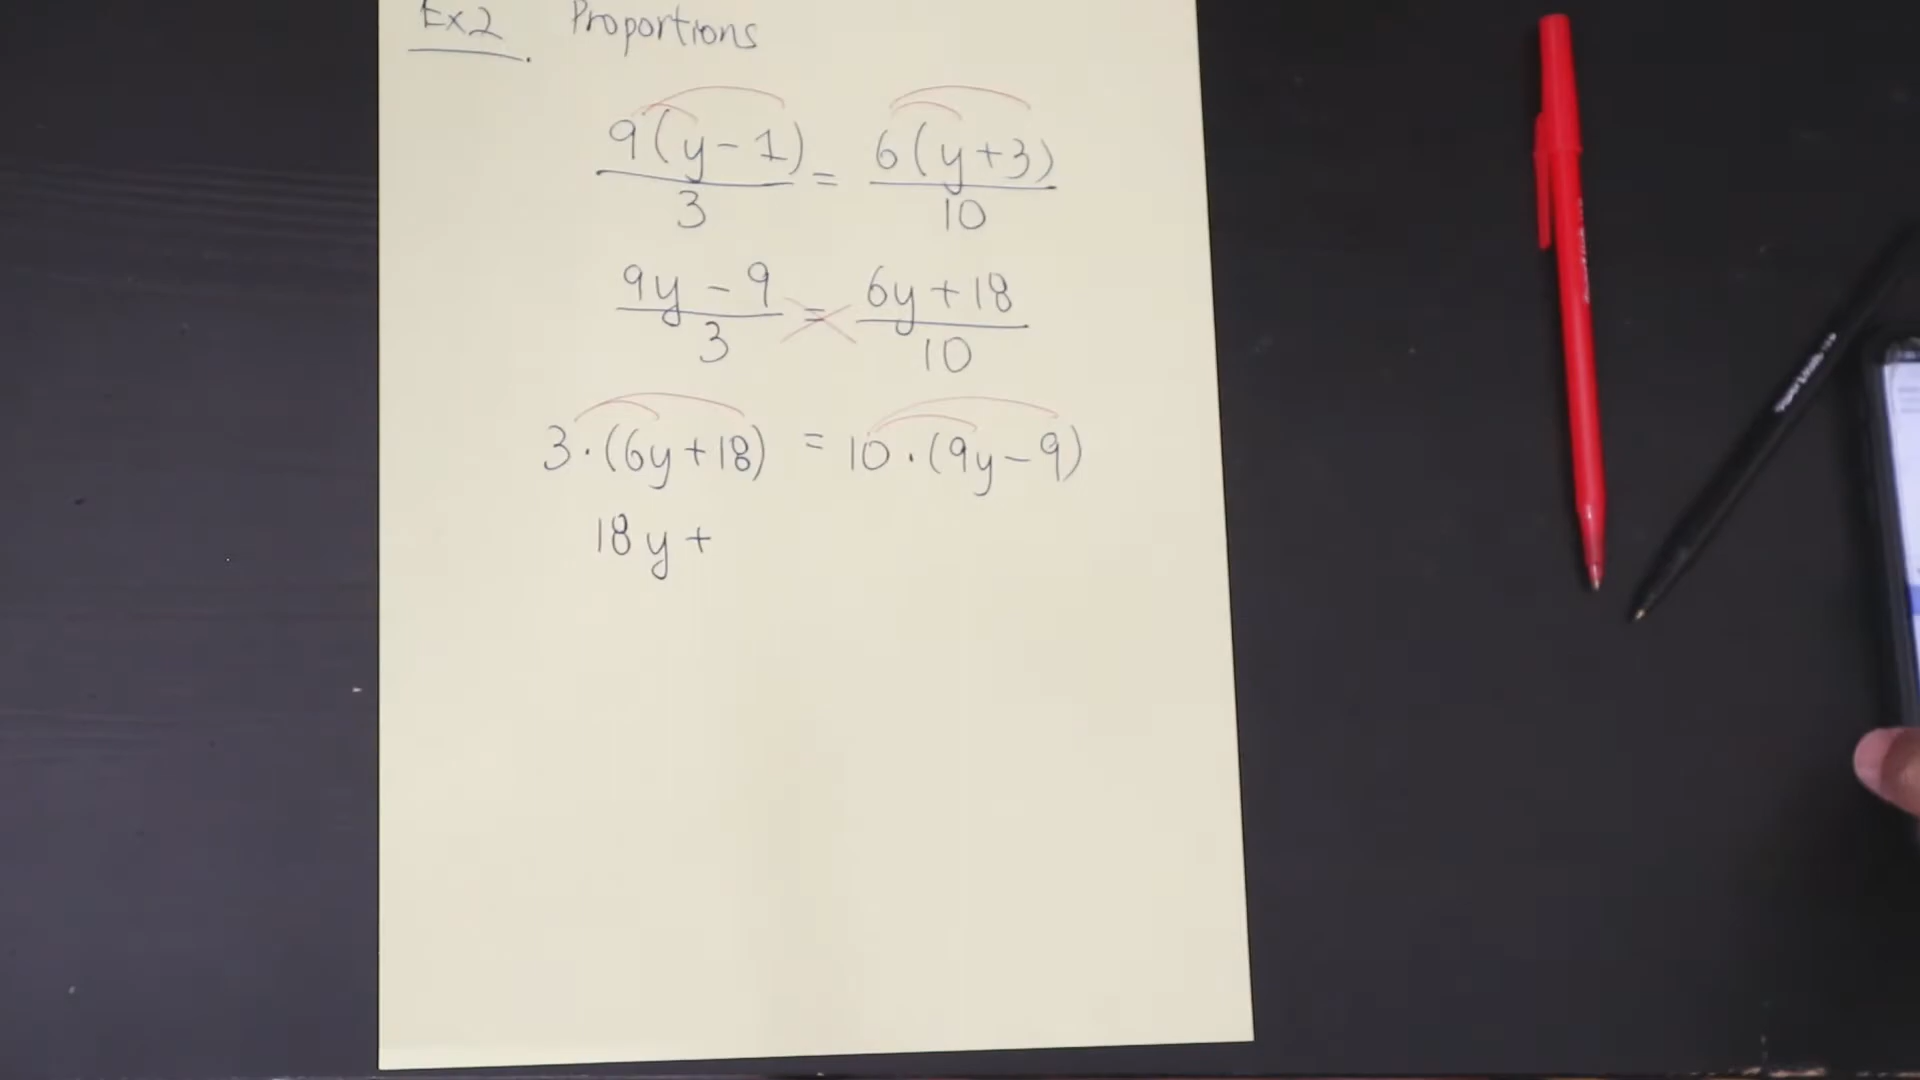 Ex2. Proportions
9(y-1)/3 = 6(y+3)/10
9y-9/3 = 6y+18/10
3·(6y+18) = 10·(9y-9)
18y+